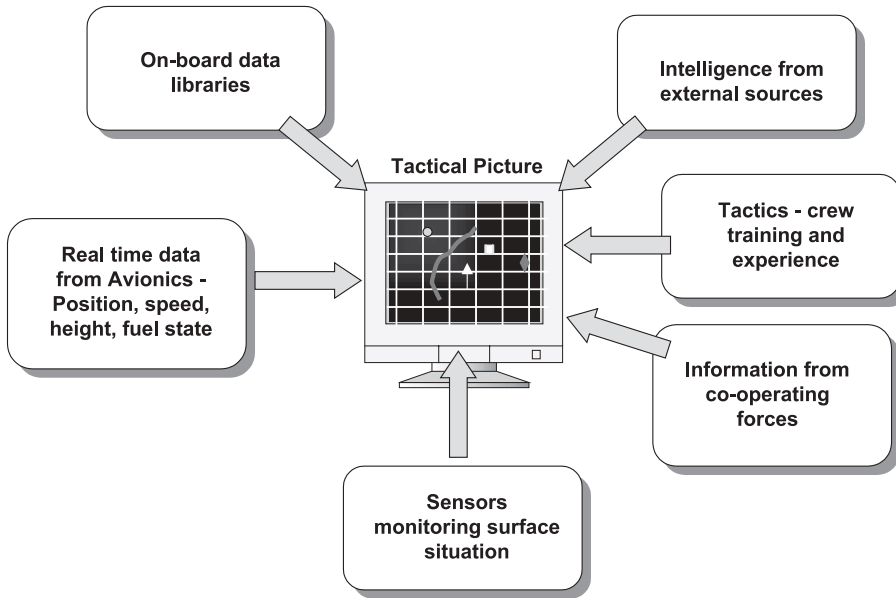 On-board data
libraries
Intelligence from
external sources
Tactical Picture
Tactics - crew
training and
experience
Real time data
from Avionics -
Position, speed,
height, fuel state
Information from
co-operating
forces
Sensors
monitoring surface
situation